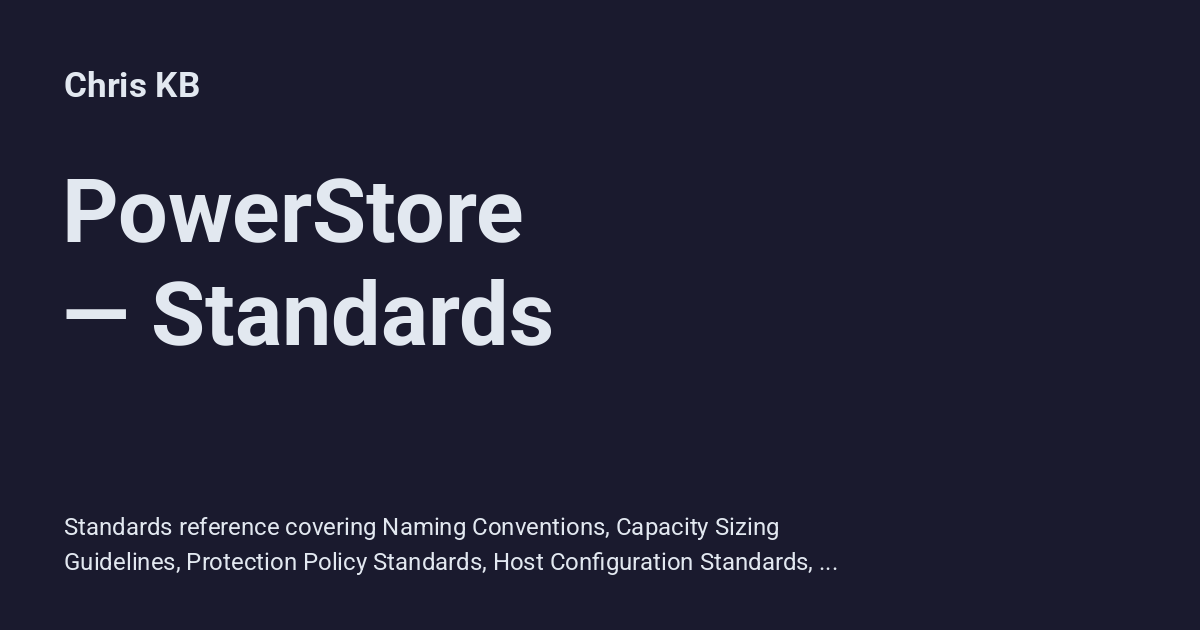 Chris KB
PowerStore
— Standards
Standards reference covering Naming Conventions, Capacity Sizing
Guidelines, Protection Policy Standards, Host Configuration Standards, ...